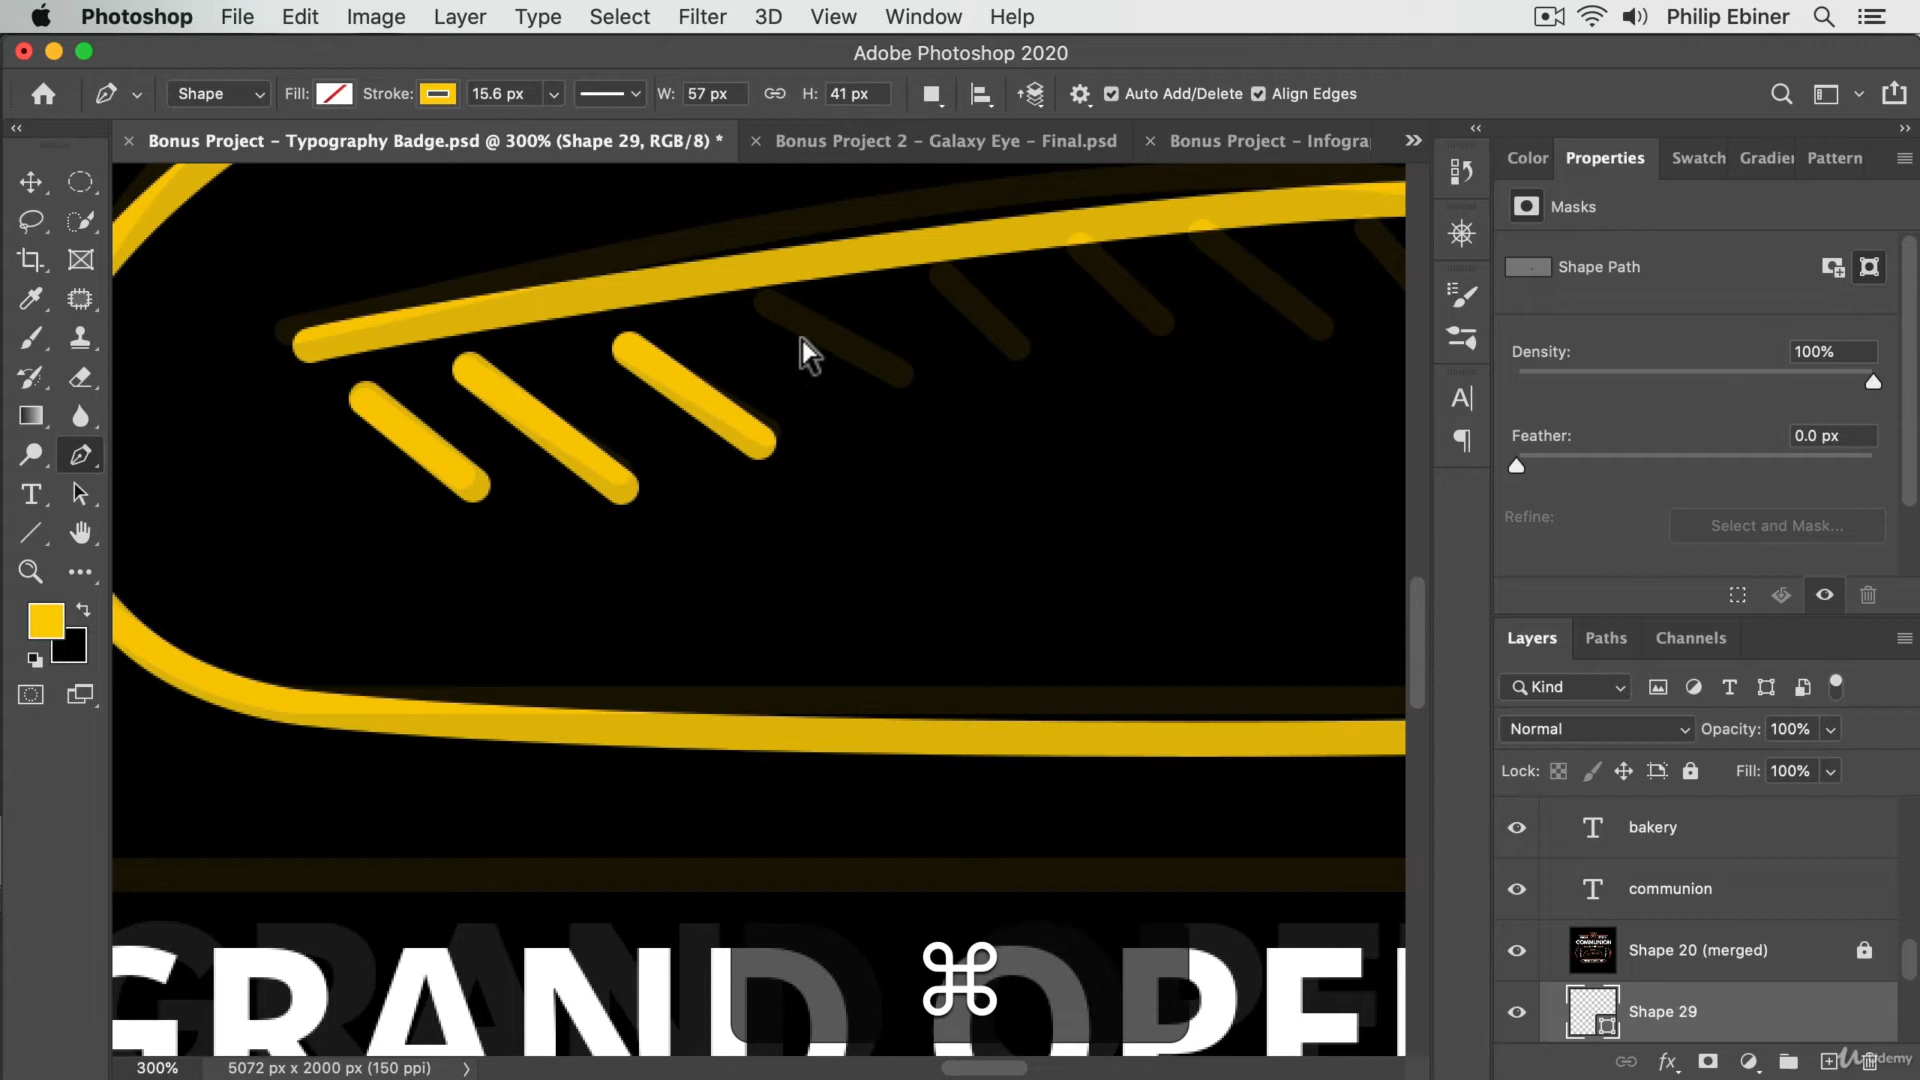 Photoshop File Edit Image Layer Type Select Filter 3D View Window Help Philip Ebiner
Adobe Photoshop 2020
Shape Fill: Stroke: 15.6 px W: 57 px H: 41 px Auto Add/Delete Align Edges
Bonus Project – Typography Badge.psd @ 300% (Shape 29, RGB/8) * Bonus Project 2 – Galaxy Eye – Final.psd Bonus Project – Infogra
Color Properties Swatch Gradier Pattern
Masks
Shape Path
Density: 100%
Feather: 0.0 px
Refine: Select and Mask...
Layers Paths Channels
Kind
Normal Opacity: 100%
Lock: Fill: 100%
bakery
communion
Shape 20 (merged)
Shape 29
GRAND OPE
300% 5072 px x 2000 px (150 ppi)